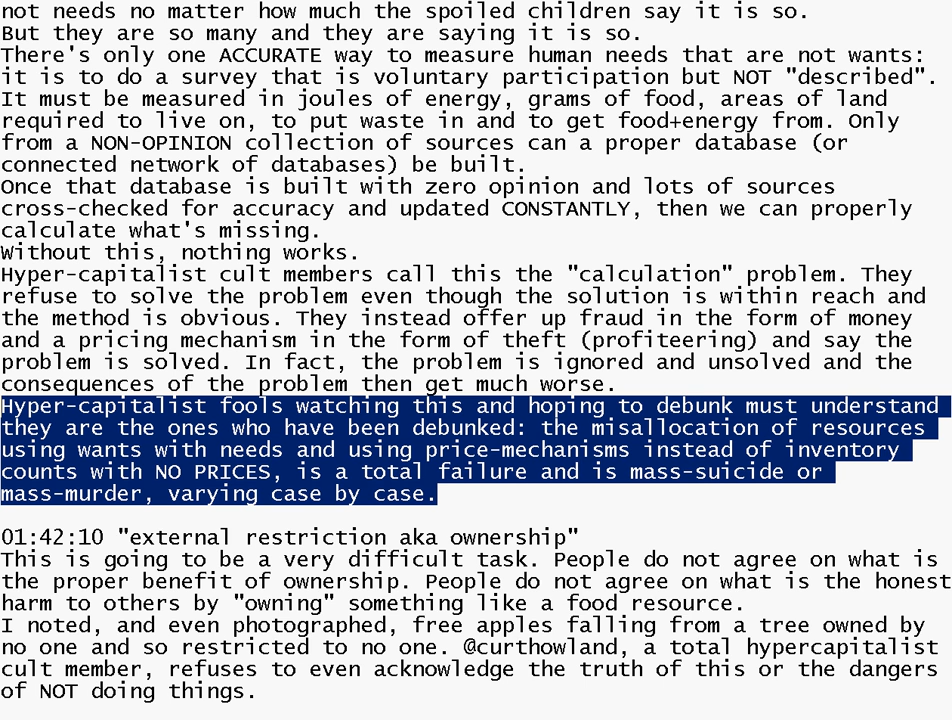 not needs no matter how much the spoiled children say it is so.
But they are so many and they are saying it is so.
There's only one ACCURATE way to measure human needs that are not wants:
it is to do a survey that is voluntary participation but NOT "described".
It must be measured in joules of energy, grams of food, areas of land
required to live on, to put waste in and to get food+energy from. Only
from a NON-OPINION collection of sources can a proper database (or
connected network of databases) be built.
Once that database is built with zero opinion and lots of sources
cross-checked for accuracy and updated CONSTANTLY, then we can properly
calculate what's missing.
Without this, nothing works.
Hyper-capitalist cult members call this the "calculation" problem. They
refuse to solve the problem even though the solution is within reach and
the method is obvious. They instead offer up fraud in the form of money
and a pricing mechanism in the form of theft (profiteering) and say the
problem is solved. In fact, the problem is ignored and unsolved and the
consequences of the problem then get much worse.
Hyper-capitalist fools watching this and hoping to debunk must understand
they are the ones who have been debunked: the misallocation of resources
using wants with needs and using price-mechanisms instead of inventory
counts with NO PRICES, is a total failure and is mass-suicide or
mass-murder, varying case by case.
01:42:10 "external restriction aka ownership"
This is going to be a very difficult task. People do not agree on what is
the proper benefit of ownership. People do not agree on what is the honest
harm to others by "owning" something like a food resource.
I noted, and even photographed, free apples falling from a tree owned by
no one and so restricted to no one. @curthowland, a total hypercapitalist
cult member, refuses to even acknowledge the truth of this or the dangers
of NOT doing things.